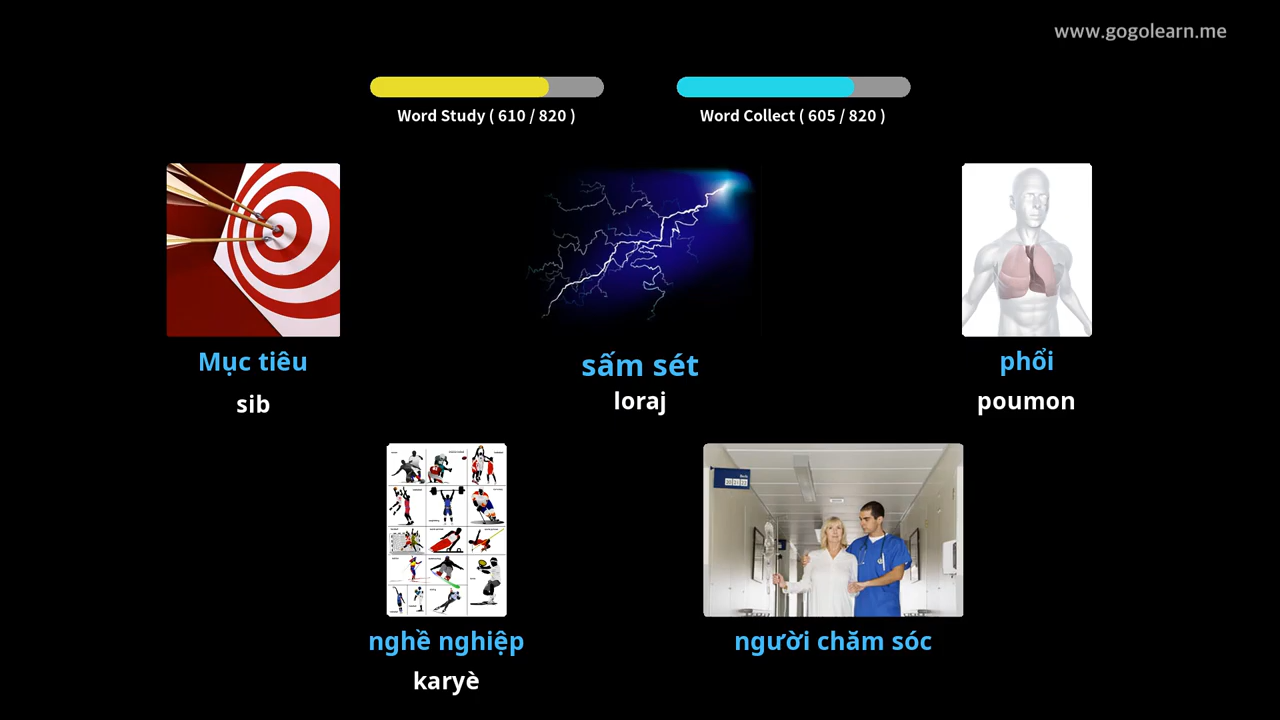 www.gogolearn.me
Word Study ( 610 / 820 )
Word Collect ( 605 / 820 )
Mục tiêu
sib
sấm sét
loraj
phổi
poumon
nghề nghiệp
karyè
người chăm sóc